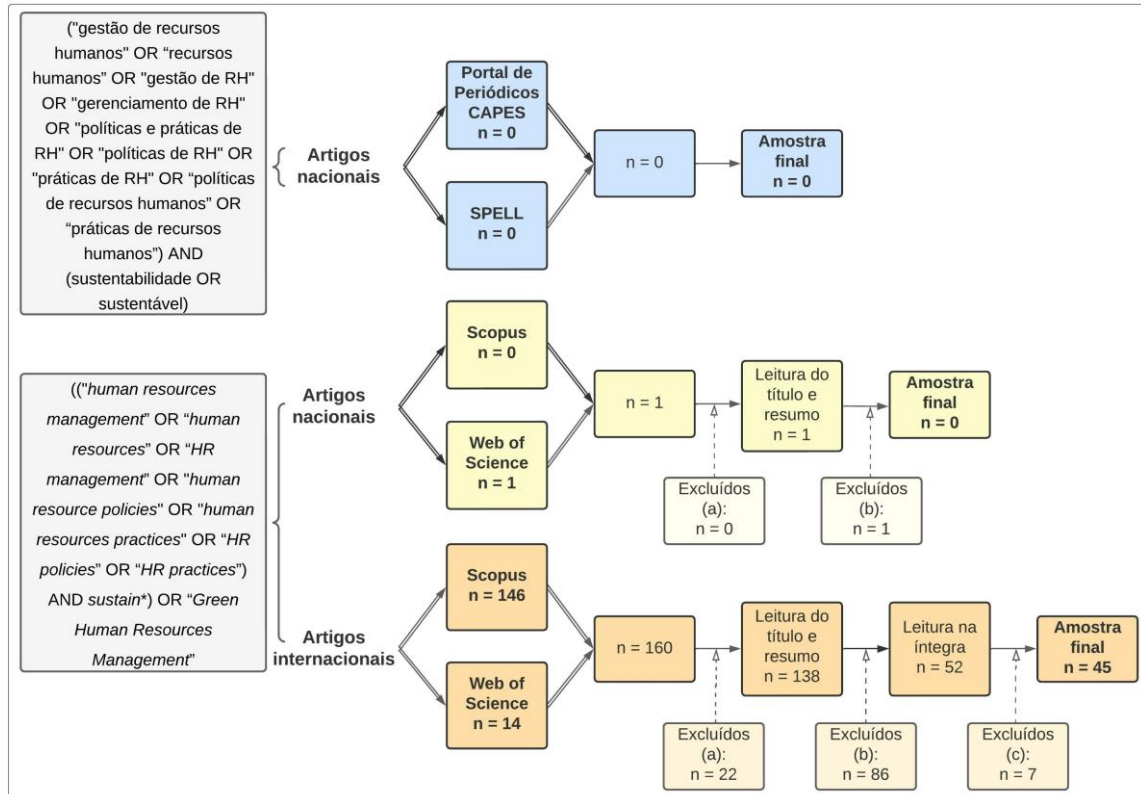 ("gestão de recursos
humanos" OR “recursos
humanos” OR "gestão de RH"
OR "gerenciamento de RH"
OR "políticas e práticas de
RH" OR "políticas de RH" OR
"práticas de RH" OR “políticas
de recursos humanos” OR
“práticas de recursos
humanos”) AND
(sustentabilidade OR
sustentável)
Artigos
nacionais
Portal de
Periódicos
CAPES
n = 0
SPELL
n = 0
n = 0
Amostra
final
n = 0
(("human resources
management” OR “human
resources” OR “HR
management” OR "human
resource policies" OR “human
resources practices" OR “HR
policies” OR “HR practices”)
AND sustain*) OR “Green
Human Resources
Management”
Artigos
nacionais
Scopus
n = 0
Web of
Science
n = 1
n = 1
Leitura do
título e
resumo
n = 1
Amostra
final
n = 0
Excluídos
(a):
n = 0
Excluídos
(b):
n = 1
Artigos
internacionais
Scopus
n = 146
Web of
Science
n = 14
n = 160
Leitura do
título e
resumo
n = 138
Leitura na
íntegra
n = 52
Amostra
final
n = 45
Excluídos
(a):
n = 22
Excluídos
(b):
n = 86
Excluídos
(c):
n = 7